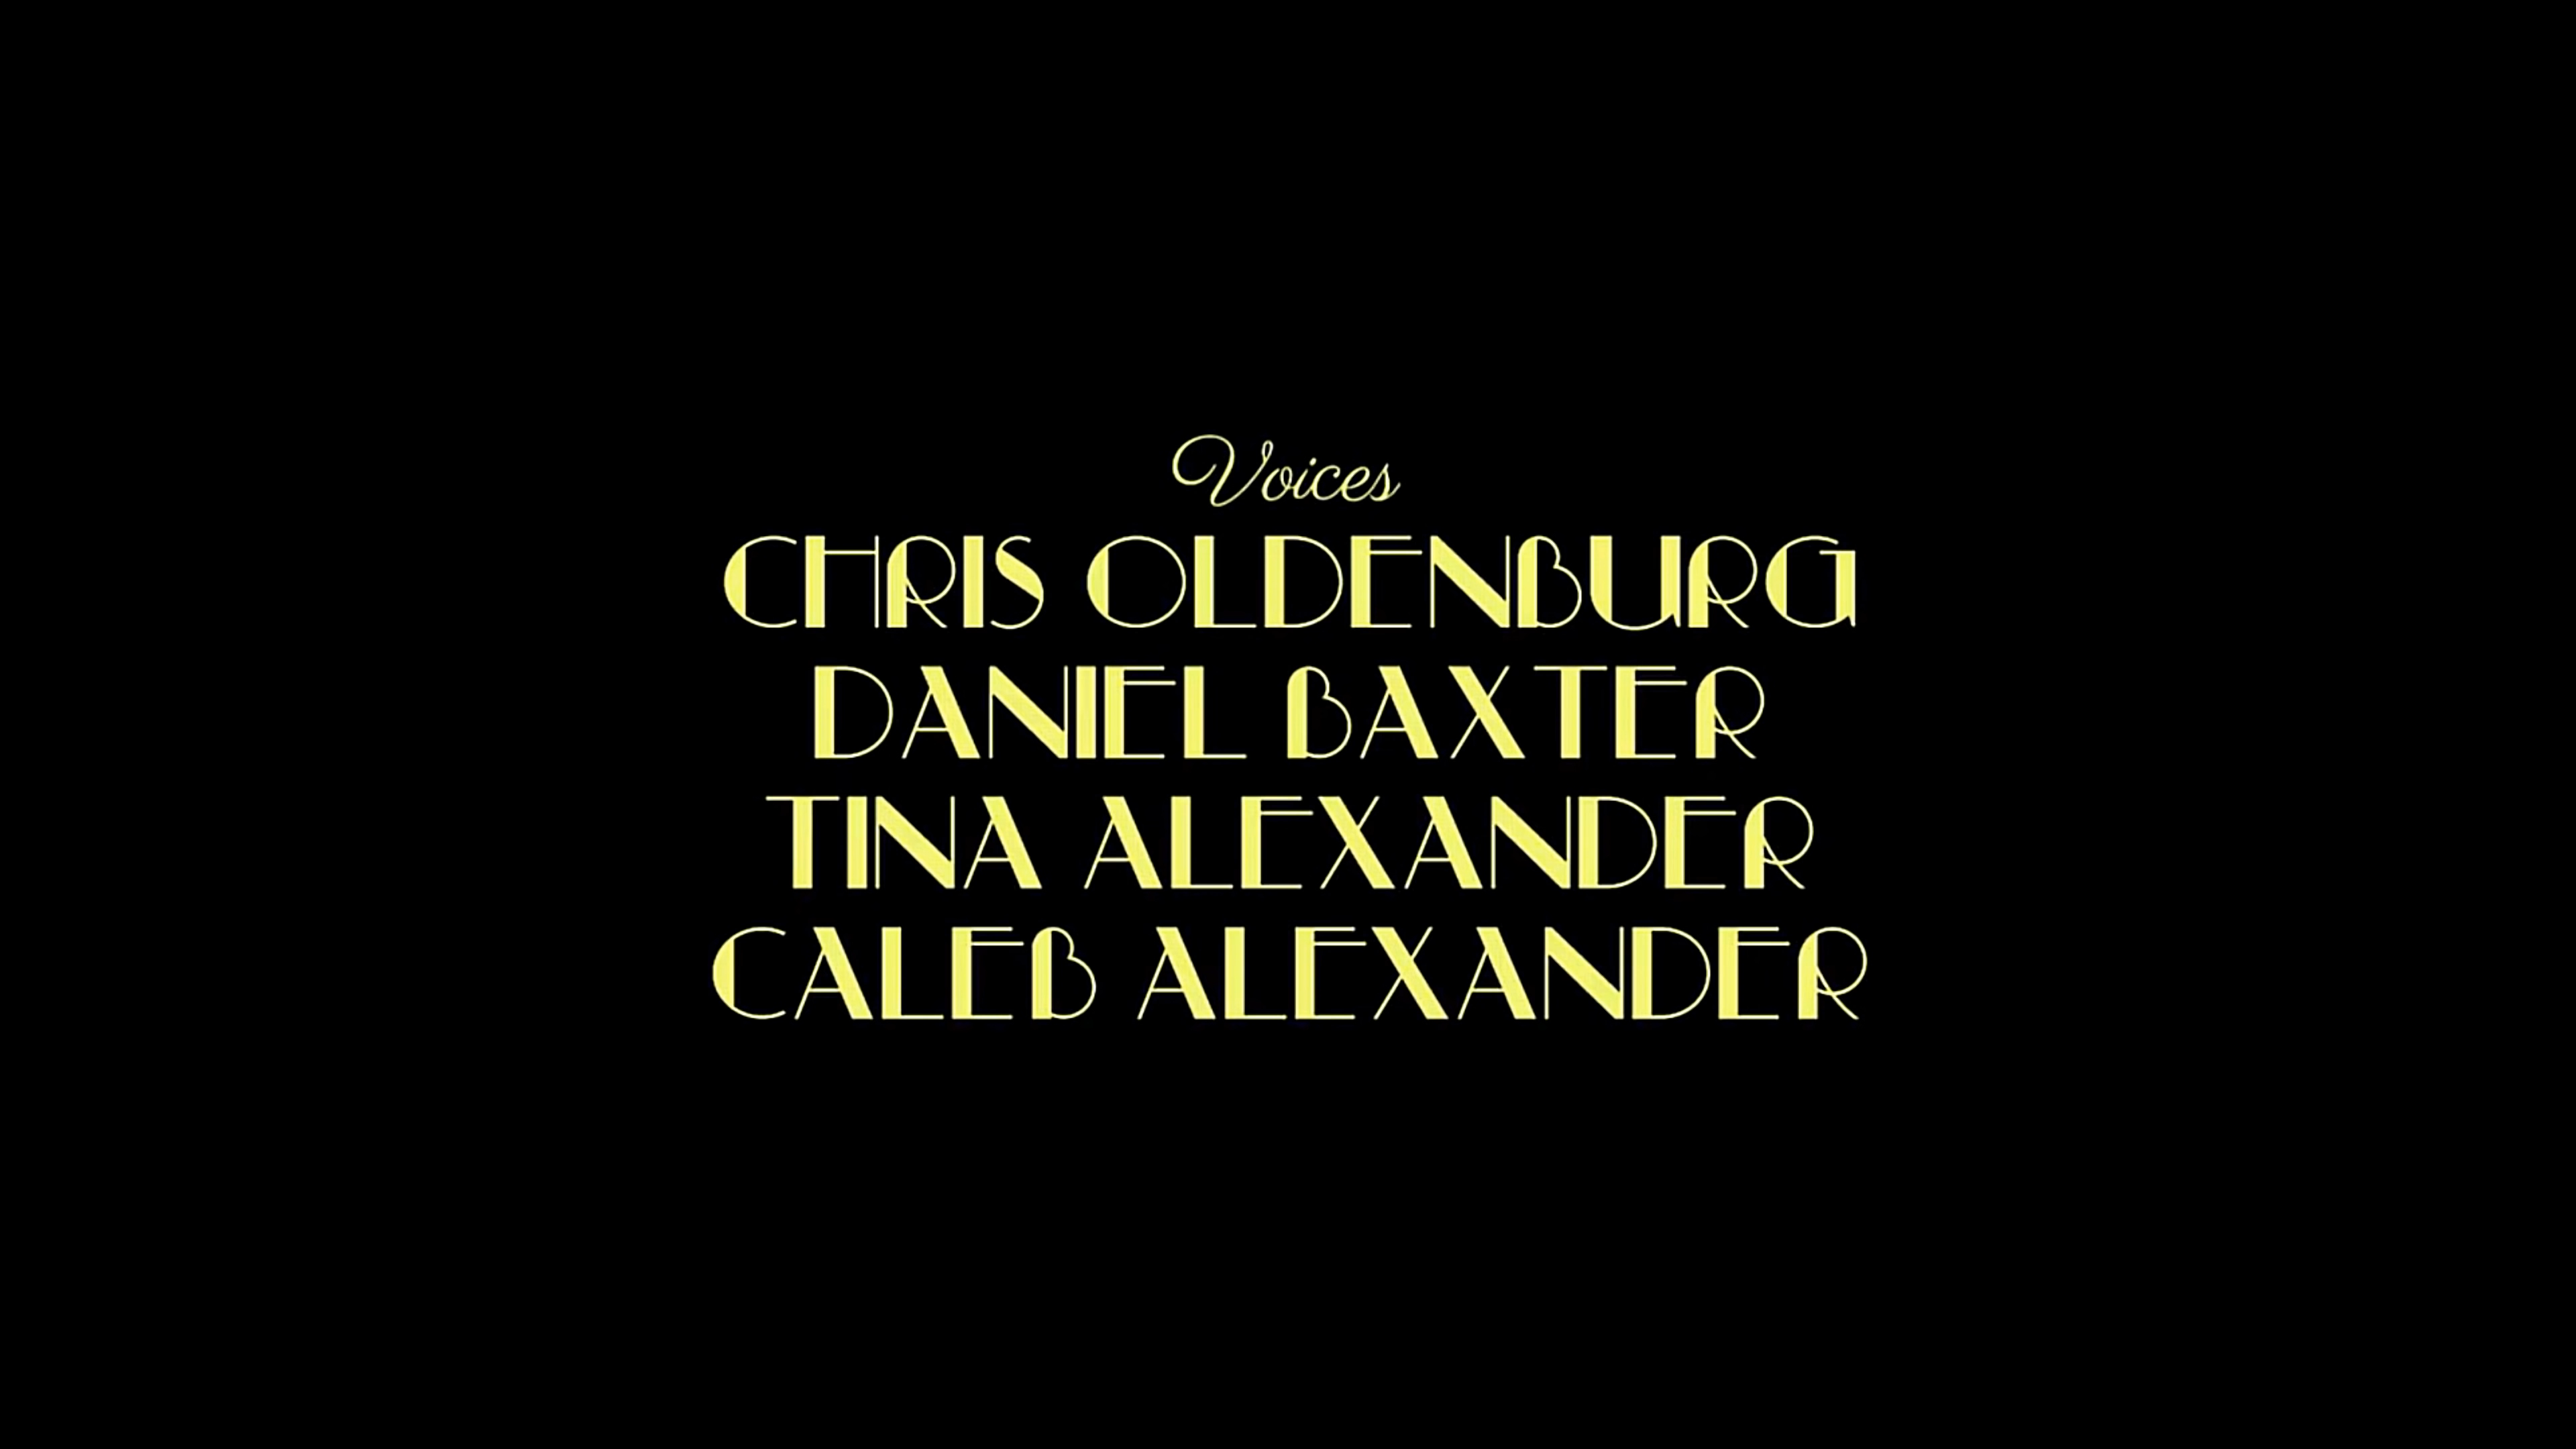 Voices
CHRIS OLDENBURG
DANIEL BAXTER
TINA ALEXANDER
CALEB ALEXANDER